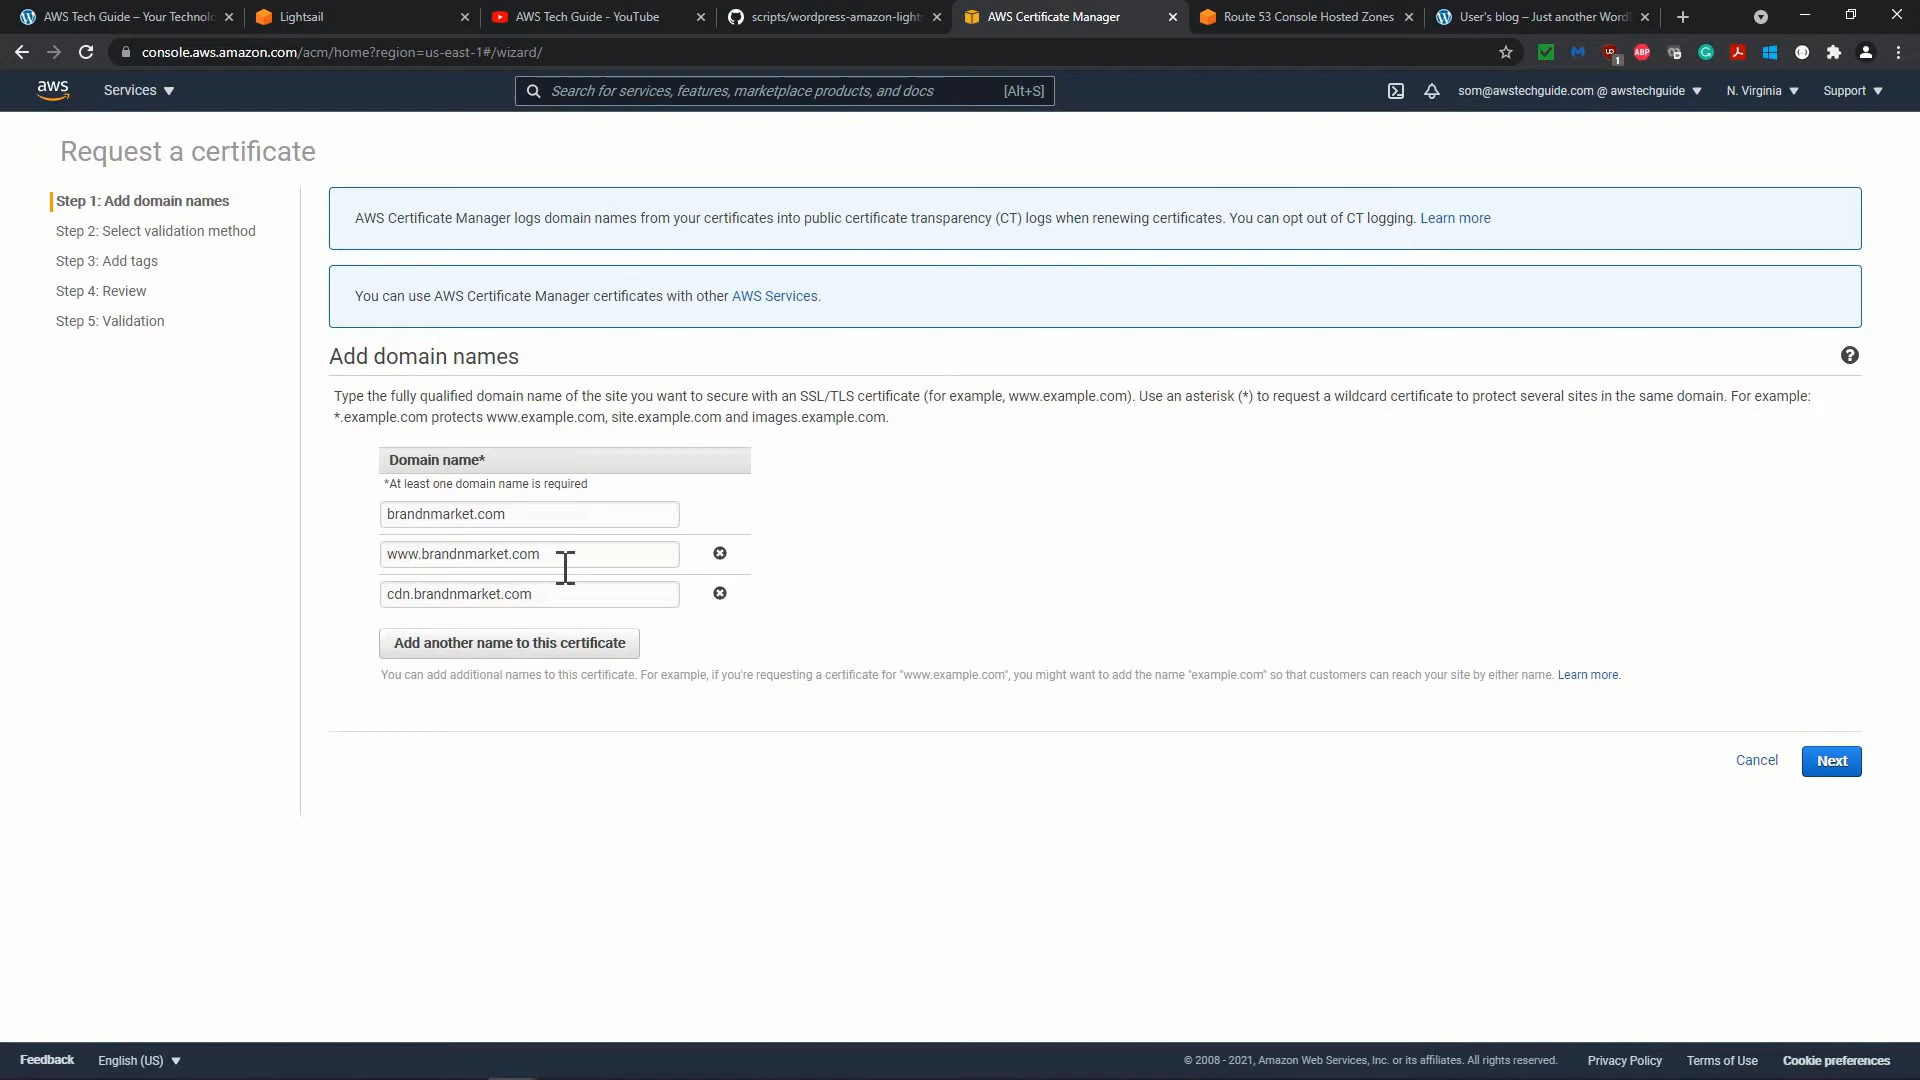 AWS Tech Guide – Your Technolo
Lightsail
AWS Tech Guide - YouTube
scripts/wordpress-amazon-light
AWS Certificate Manager
Route 53 Console Hosted Zones
User's blog – Just another Word
console.aws.amazon.com/acm/home?region=us-east-1#/wizard/
1
ABP
aws
Services
Search for services, features, marketplace products, and docs
[Alt+S]
som@awstechguide.com @ awstechguide
N. Virginia
Support
Request a certificate
Step 1: Add domain names
Step 2: Select validation method
Step 3: Add tags
Step 4: Review
Step 5: Validation
AWS Certificate Manager logs domain names from your certificates into public certificate transparency (CT) logs when renewing certificates. You can opt out of CT logging. Learn more
You can use AWS Certificate Manager certificates with other AWS Services.
Add domain names
Type the fully qualified domain name of the site you want to secure with an SSL/TLS certificate (for example, www.example.com). Use an asterisk (*) to request a wildcard certificate to protect several sites in the same domain. For example:
*.example.com protects www.example.com, site.example.com and images.example.com.
Domain name*
*At least one domain name is required
brandnmarket.com
www.brandnmarket.com
cdn.brandnmarket.com
Add another name to this certificate
You can add additional names to this certificate. For example, if you're requesting a certificate for "www.example.com", you might want to add the name "example.com" so that customers can reach your site by either name. Learn more.
Cancel
Next
Feedback
English (US)
© 2008 - 2021, Amazon Web Services, Inc. or its affiliates. All rights reserved.
Privacy Policy
Terms of Use
Cookie preferences